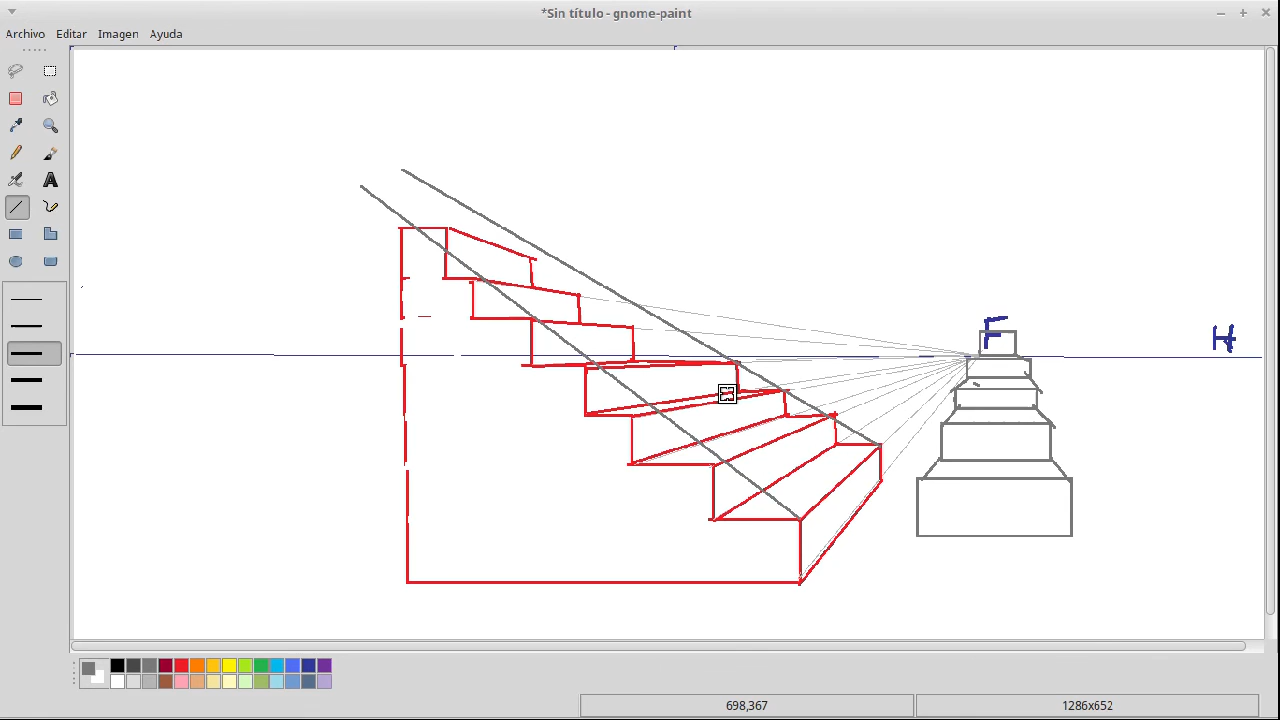 *Sin título - gnome-paint
Archivo Editar Imagen Ayuda
A
F
H
698,367 1286x652